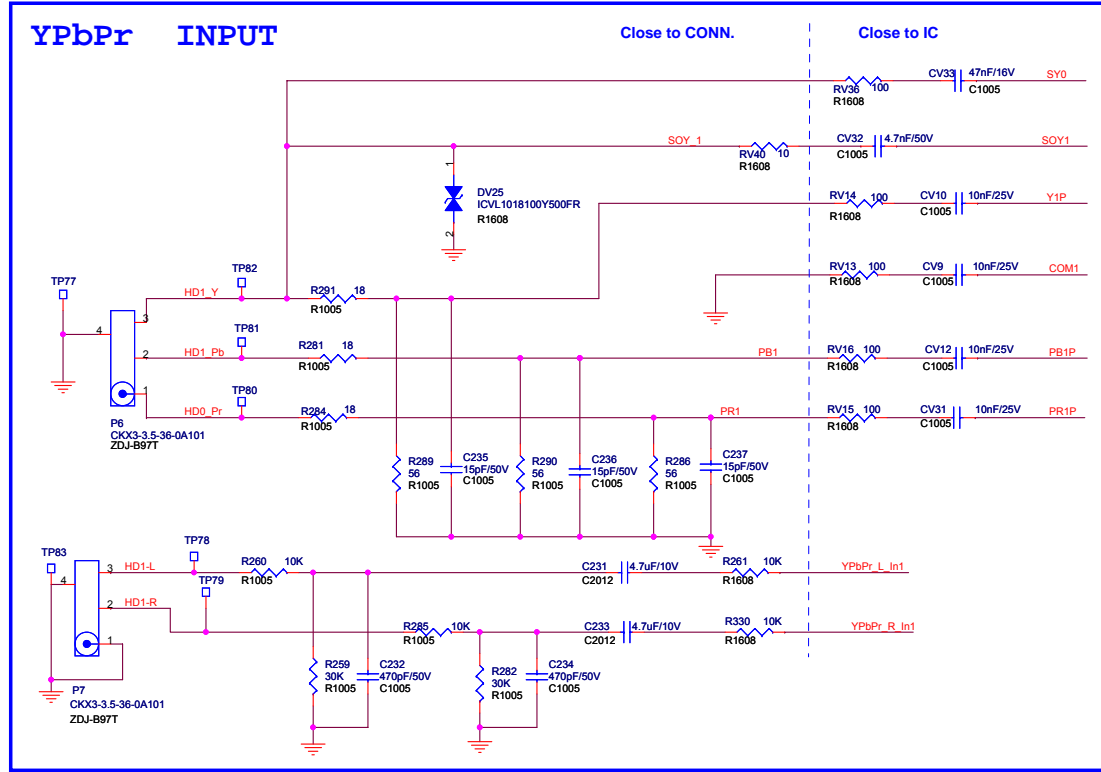 YPbPr INPUT
Close to CONN.
Close to IC
RV36 100
R1608
CV33 47nF/16V
C1005
SY0
SOY_1
RV40 10
R1608
CV32 4.7nF/50V
C1005
SOY1
1
DV25
ICVL1018100Y500FR
R1608
2
RV14 100
R1608
CV10 10nF/25V
C1005
Y1P
RV13 100
R1608
CV9 10nF/25V
C1005
COM1
TP77
TP82
HD1_Y
R291 18
R1005
4
3
TP81
2
HD1_Pb
R281 18
R1005
PB1
RV16 100
R1608
CV12 10nF/25V
C1005
PB1P
TP80
1
HD0_Pr
R284 18
R1005
PR1
RV15 100
R1608
CV31 10nF/25V
C1005
PR1P
P6
CKX3-3.5-36-0A101
ZDJ-B97T
R289
56
R1005
C235
15pF/50V
C1005
R290
56
R1005
C236
15pF/50V
C1005
R286
56
R1005
C237
15pF/50V
C1005
TP83
TP78
4
3
HD1-L
R260 10K
R1005
C231 4.7uF/10V
C2012
R261 10K
R1608
YPbPr_L_In1
TP79
2
HD1-R
R285 10K
R1005
C233 4.7uF/10V
C2012
R330 10K
R1608
YPbPr_R_In1
1
P7
CKX3-3.5-36-0A101
ZDJ-B97T
R259
30K
R1005
C232
470pF/50V
C1005
R282
30K
R1005
C234
470pF/50V
C1005